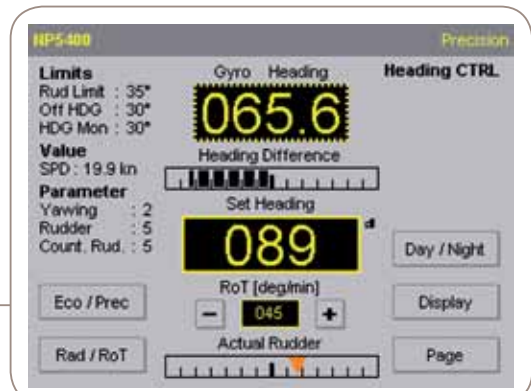 NP5400 Precision
Limits
Rud Limit : 35°
Off HDG : 30°
HDG Mon : 30°
Value
SPD : 19.9 kn
Parameter
Yawing : 2
Rudder : 5
Count. Rud. : 5
Eco / Prec
Rad / RoT
Gyro Heading
065.6
Heading Difference
Set Heading
089
RoT [deg/min]
− 045 +
Actual Rudder
Heading CTRL
Day / Night
Display
Page